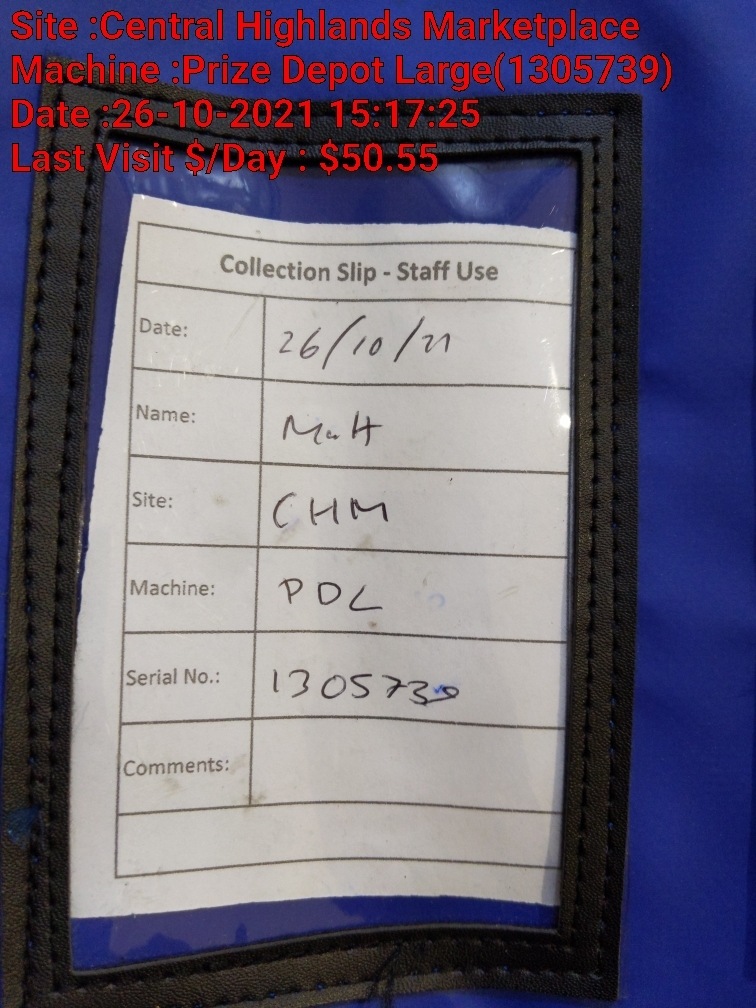 Site :Central Highlands Marketplace
Machine :Prize Depot Large(1305739)
Date :26-10-2021 15:17:25
Last Visit $/Day : $50.55
Collection Slip - Staff Use
Date: 26/10/21
Name: Matt
Site: CHM
Machine: PDL
Serial No.: 1305739
Comments: